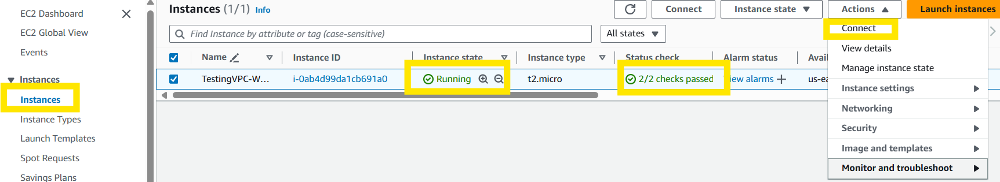 EC2 Dashboard
EC2 Global View
Events
Instances
Instances
Instance Types
Launch Templates
Spot Requests
Savings Plans
Instances (1/1) Info
Connect
Instance state
Actions
Launch instances
Find Instance by attribute or tag (case-sensitive)
All states
Name
Instance ID
Instance state
Instance type
Status check
Alarm status
Avai
TestingVPC-W...
i-0ab4d99da1cb691a0
Running
t2.micro
2/2 checks passed
View alarms
us-ea
Connect
View details
Manage instance state
Instance settings
Networking
Security
Image and templates
Monitor and troubleshoot